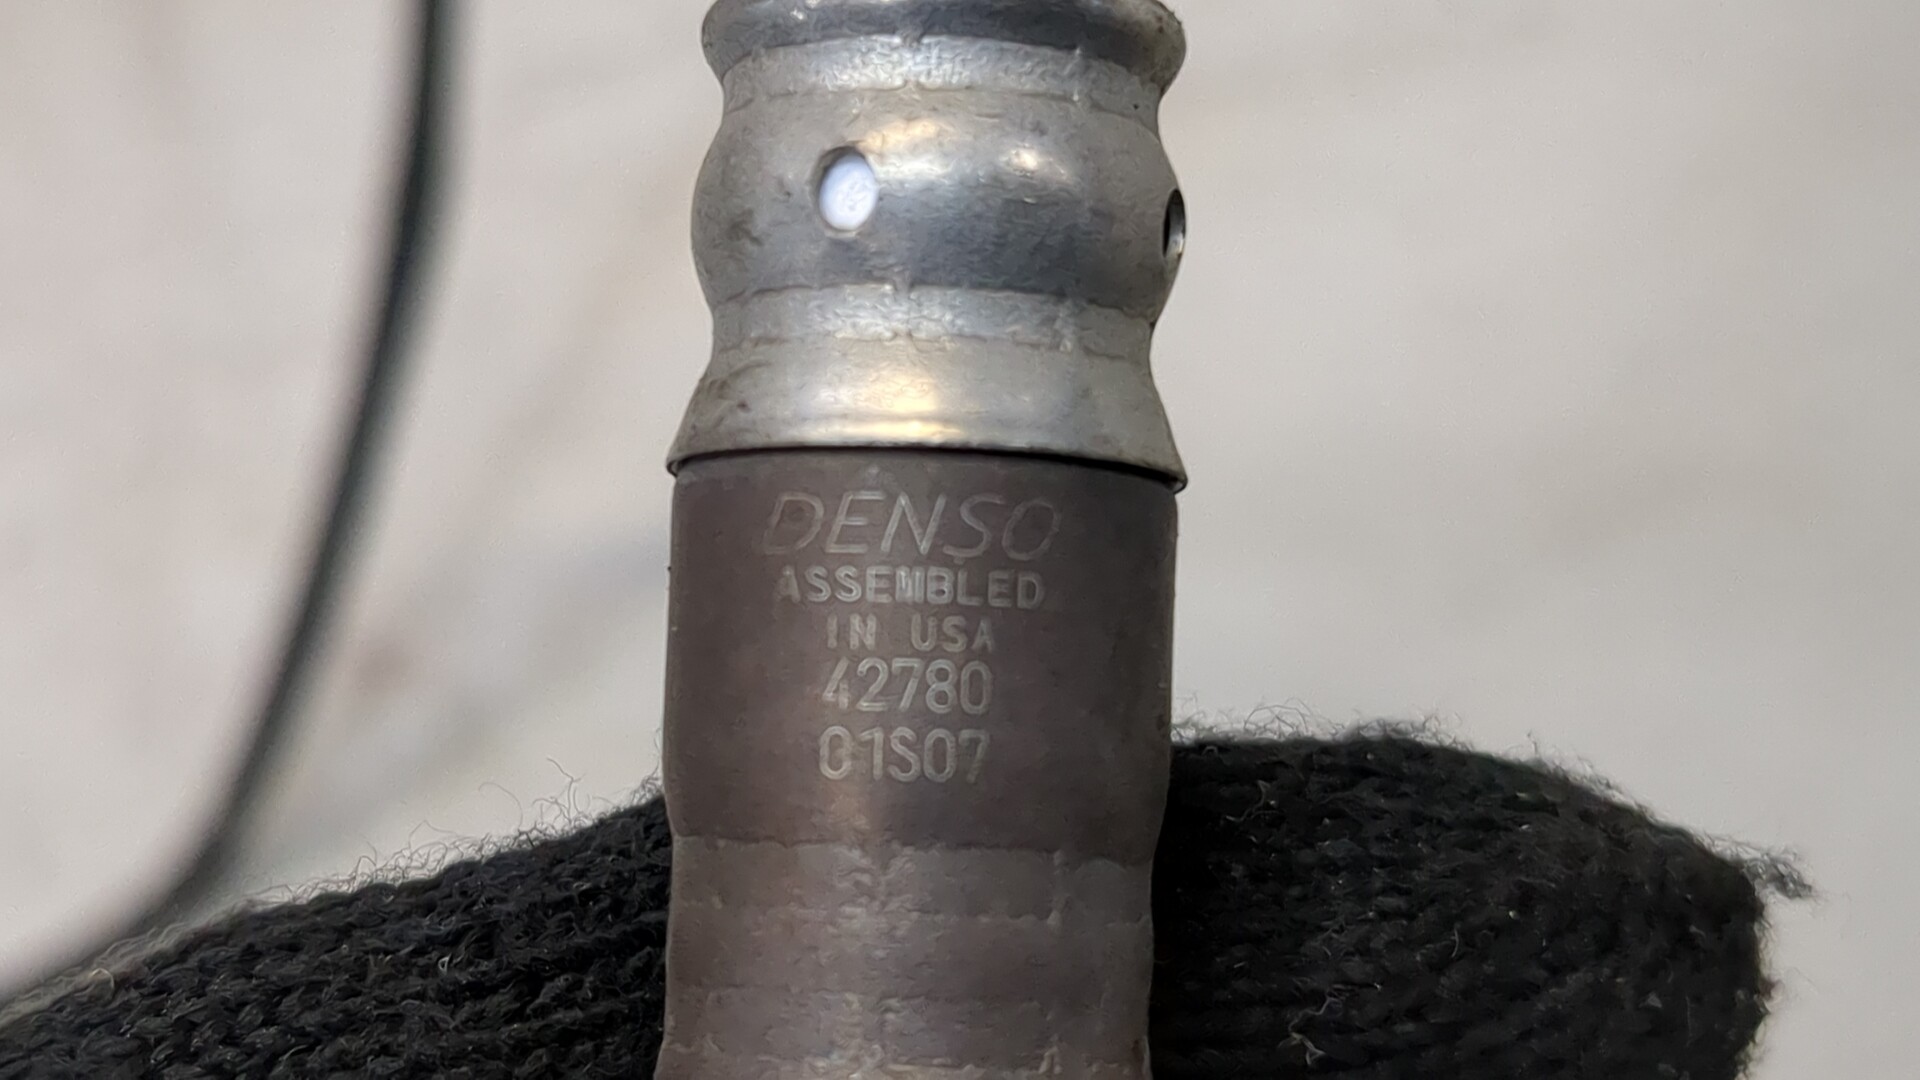 DENSO
ASSEMBLED
IN USA
42780
01S07